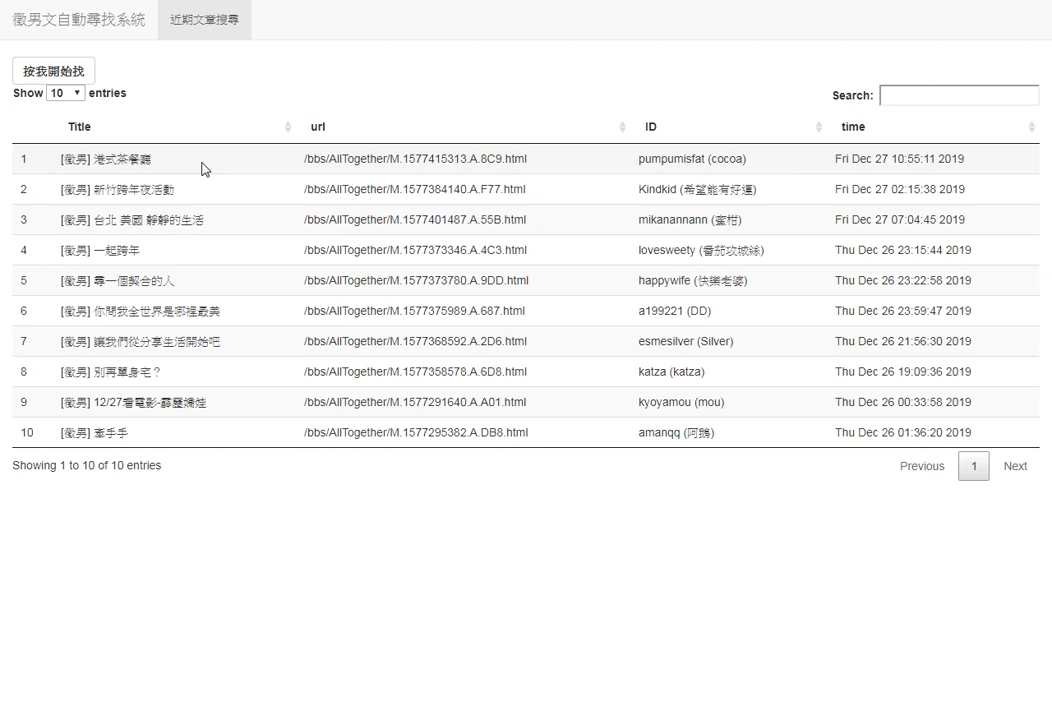 徵男文自動尋找系統 近期文章搜尋
按我開始找
Show 10 entries Search:
Title url ID time
1 [徵男] 港式茶餐廳 /bbs/AllTogether/M.1577415313.A.8C9.html pumpumisfat (cocoa) Fri Dec 27 10:55:11 2019
2 [徵男] 新竹跨年夜活動 /bbs/AllTogether/M.1577384140.A.F77.html Kindkid (希望能有好運) Fri Dec 27 02:15:38 2019
3 [徵男] 台北 美國 靜靜的生活 /bbs/AllTogether/M.1577401487.A.55B.html mikanannann (蜜柑) Fri Dec 27 07:04:45 2019
4 [徵男] 一起跨年 /bbs/AllTogether/M.1577373346.A.4C3.html lovesweety (番茄攻城絲) Thu Dec 26 23:15:44 2019
5 [徵男] 尋一個契合的人 /bbs/AllTogether/M.1577373780.A.9DD.html happywife (快樂老婆) Thu Dec 26 23:22:58 2019
6 [徵男] 你問我全世界是哪裡最美 /bbs/AllTogether/M.1577375989.A.687.html a199221 (DD) Thu Dec 26 23:59:47 2019
7 [徵男] 讓我們從分享生活開始吧 /bbs/AllTogether/M.1577368592.A.2D6.html esmesilver (Silver) Thu Dec 26 21:56:30 2019
8 [徵男] 別再單身宅？ /bbs/AllTogether/M.1577358578.A.6D8.html katza (katza) Thu Dec 26 19:09:36 2019
9 [徵男] 12/27看電影-霹靂嬌娃 /bbs/AllTogether/M.1577291640.A.A01.html kyoyamou (mou) Thu Dec 26 00:33:58 2019
10 [徵男] 牽手手 /bbs/AllTogether/M.1577295382.A.DB8.html amanqq (阿鵝) Thu Dec 26 01:36:20 2019
Showing 1 to 10 of 10 entries Previous 1 Next